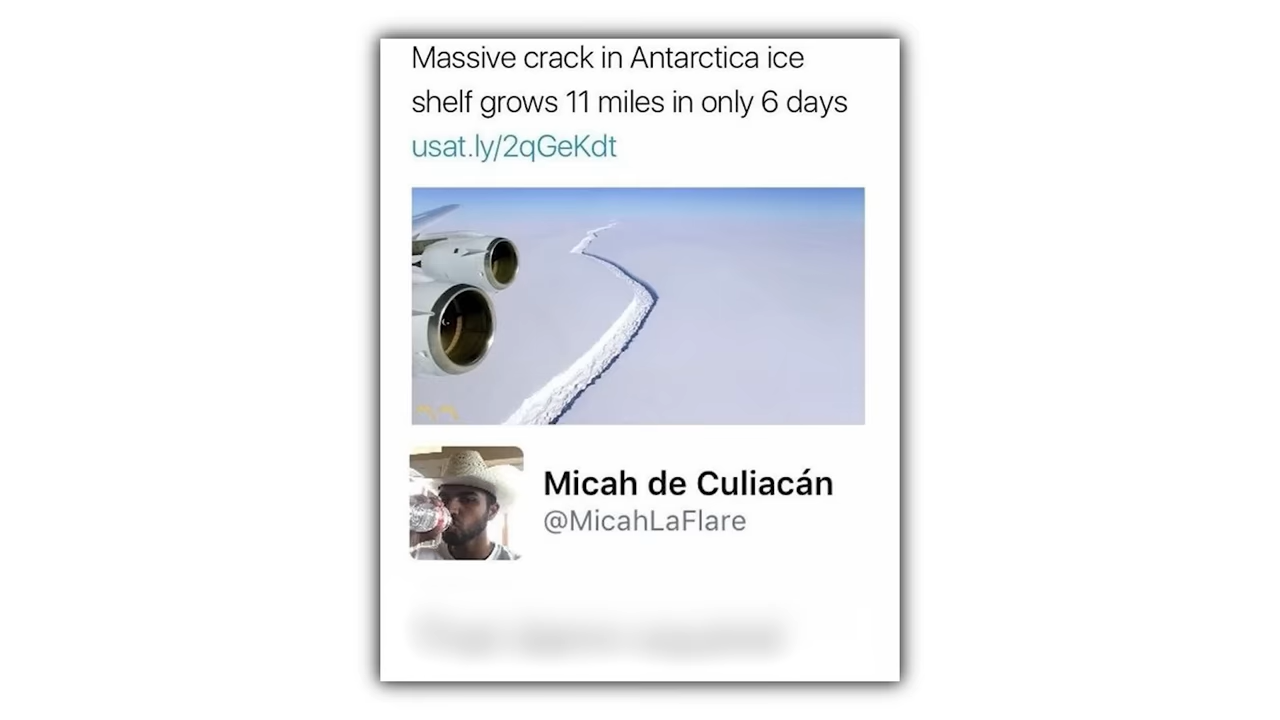 Massive crack in Antarctica ice
shelf grows 11 miles in only 6 days
usat.ly/2qGeKdt
Micah de Culiacán
@MicahLaFlare